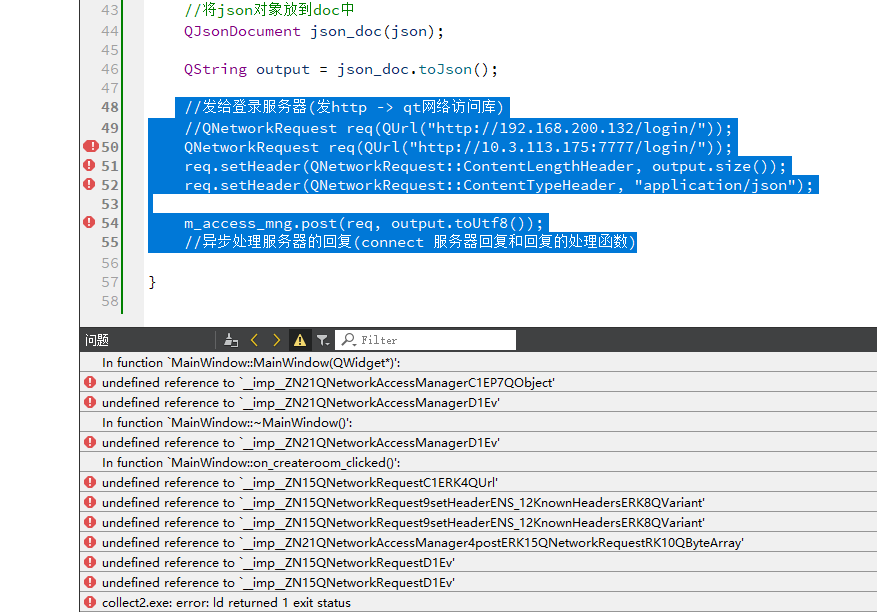 43 //将json对象放到doc中
44 QJsonDocument json_doc(json);
45
46 QString output = json_doc.toJson();
47
48 //发给登录服务器(发http -> qt网络访问库)
49 //QNetworkRequest req(QUrl("http://192.168.200.132/login/"));
50 QNetworkRequest req(QUrl("http://10.3.113.175:7777/login/"));
51 req.setHeader(QNetworkRequest::ContentLengthHeader, output.size());
52 req.setHeader(QNetworkRequest::ContentTypeHeader, "application/json");
53
54 m_access_mng.post(req, output.toUtf8());
55 //异步处理服务器的回复(connect 服务器回复和回复的处理函数)
56
57 }
58
问题 Filter
In function `MainWindow::MainWindow(QWidget*)':
undefined reference to `__imp__ZN21QNetworkAccessManagerC1EP7QObject'
undefined reference to `__imp__ZN21QNetworkAccessManagerD1Ev'
In function `MainWindow::~MainWindow()':
undefined reference to `__imp__ZN21QNetworkAccessManagerD1Ev'
In function `MainWindow::on_createroom_clicked()':
undefined reference to `__imp__ZN15QNetworkRequestC1ERK4QUrl'
undefined reference to `__imp__ZN15QNetworkRequest9setHeaderENS_12KnownHeadersERK8QVariant'
undefined reference to `__imp__ZN15QNetworkRequest9setHeaderENS_12KnownHeadersERK8QVariant'
undefined reference to `__imp__ZN21QNetworkAccessManager4postERK15QNetworkRequestRK10QByteArray'
undefined reference to `__imp__ZN15QNetworkRequestD1Ev'
undefined reference to `__imp__ZN15QNetworkRequestD1Ev'
collect2.exe: error: ld returned 1 exit status